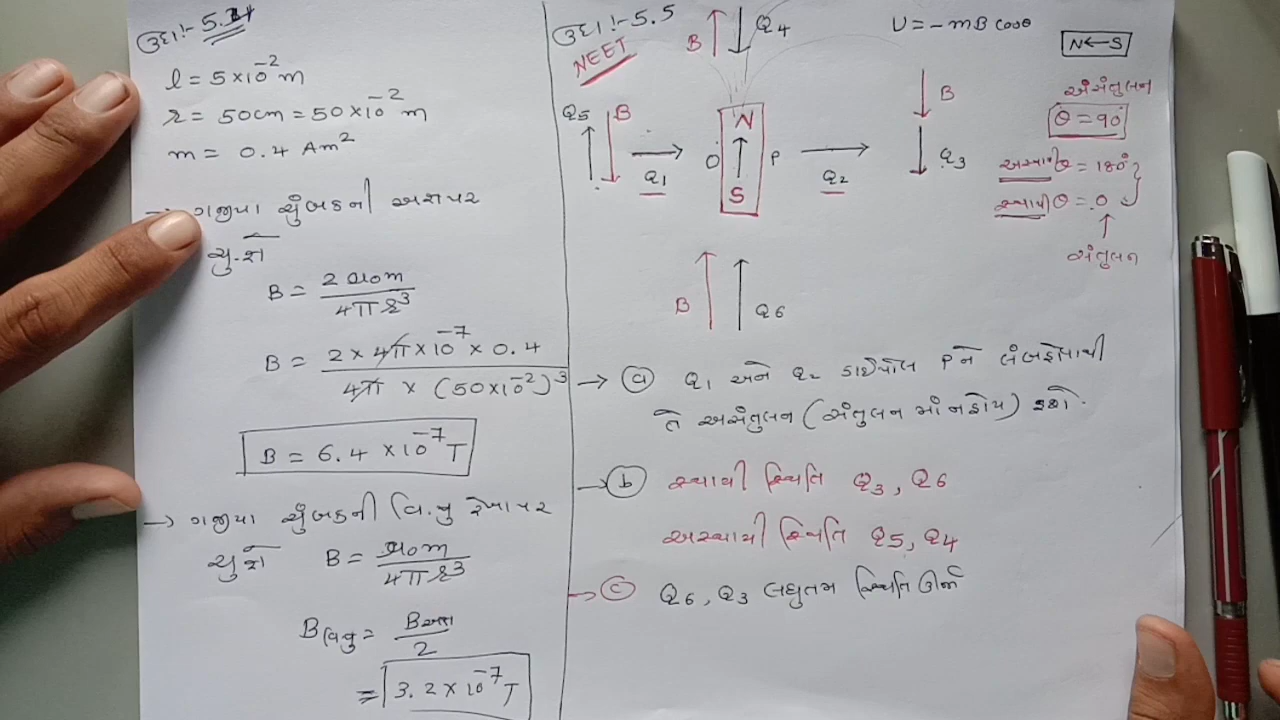 ઉદા:- 5.4
l = 5×10⁻² m
r = 50cm = 50×10⁻² m
m = 0.4 Am²
→ ગજીયા ચુંબકની અક્ષ પર
ચુ.ક્ષે
B = 2 μ₀m / 4πr³
B = 2 × 4π × 10⁻⁷ × 0.4 / 4π × (50×10⁻²)³
B = 6.4 × 10⁻⁷ T
→ ગજીયા ચુંબકની વિ.ષુ રેખા પર
ચુ.ક્ષે B = μ₀m / 4πr³
B વિષુ = B અક્ષ / 2
= 3.2 × 10⁻⁷ T
ઉદા:- 5.5
NEET
B Q4
U = -mB cosθ
N ← S
Q5 B
Q1
O N S P
Q2
B
Q3
અસંતુલન
θ = 90°
અસ્થાયી θ = 180°
સ્થાયી θ = 0
સંતુલન
B Q6
→ (a) Q1 અને Q2 ડાઈપોલ P ને લંબ હોવાથી
તે અસંતુલન (સંતુલન માં ન હોય) હશે.
→ (b) સ્થાયી સ્થિતિ Q3, Q6
અસ્થાયી સ્થિતિ Q5, Q4
→ (c) Q6, Q3 લઘુતમ સ્થિતિ ઊર્જા